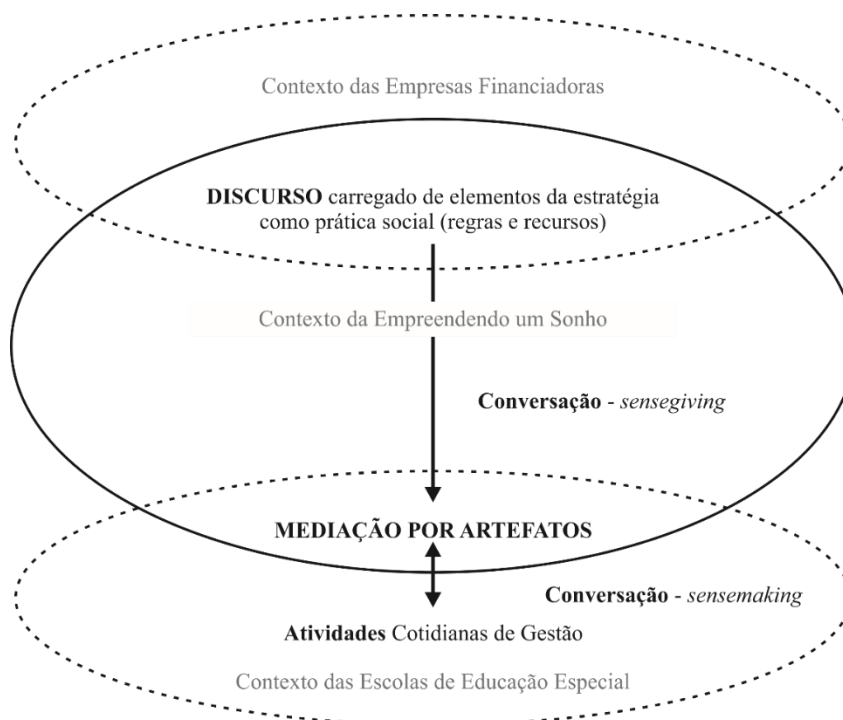 Contexto das Empresas Financiadoras
DISCURSO carregado de elementos da estratégia
como prática social (regras e recursos)
Contexto da Empreendendo um Sonho
Conversação - sensegiving
MEDIAÇÃO POR ARTEFATOS
Conversação - sensemaking
Atividades Cotidianas de Gestão
Contexto das Escolas de Educação Especial